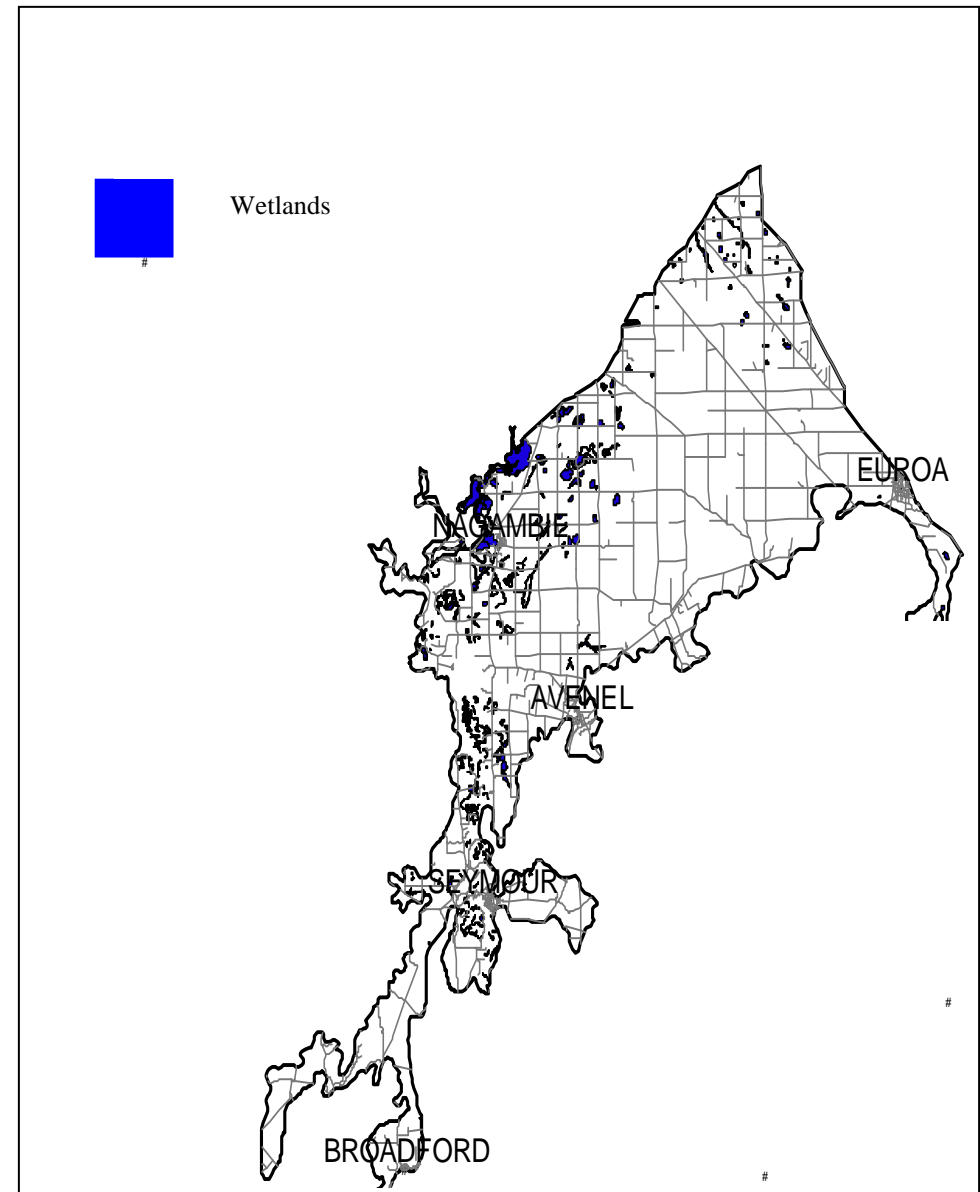 Wetlands
#
EUROA
NAGAMBIE
AVENEL
SEYMOUR
#
BROADFORD
#
#